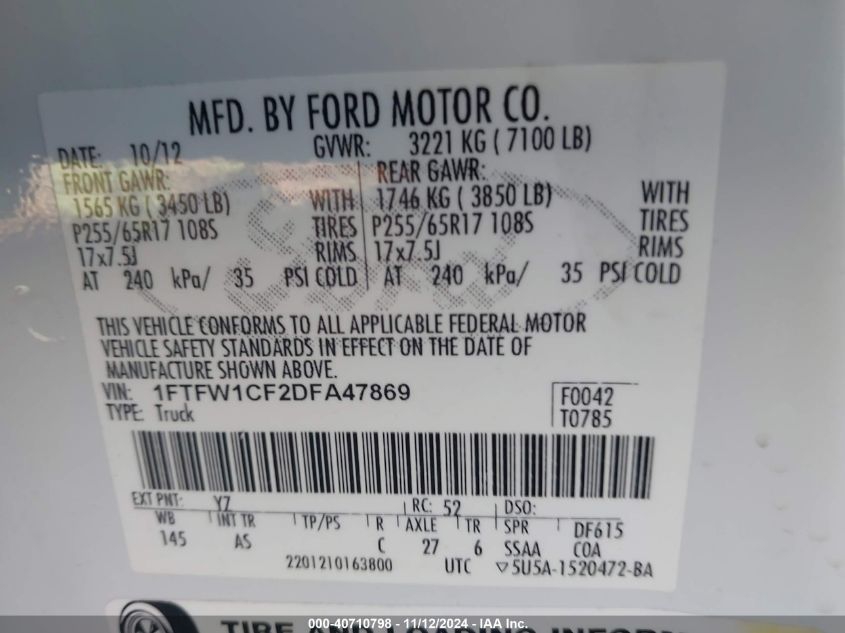 MFD. BY FORD MOTOR CO.
DATE: 10/12 GVWR: 3221 KG ( 7100 LB)
FRONT GAWR: REAR GAWR:
1565 KG ( 3450 LB) WITH 1746 KG ( 3850 LB) WITH
P255/65R17 108S TIRES P255/65R17 108S TIRES
17x7.5J RIMS 17x7.5J RIMS
AT 240 kPa/ 35 PSI COLD AT 240 kPa/ 35 PSI COLD
THIS VEHICLE CONFORMS TO ALL APPLICABLE FEDERAL MOTOR
VEHICLE SAFETY STANDARDS IN EFFECT ON THE DATE OF
MANUFACTURE SHOWN ABOVE.
VIN: 1FTFW1CF2DFA47869 F0042
TYPE: Truck T0785
EXT PNT: YZ RC: 52 DSO:
WB INT TR TP/PS R AXLE TR SPR DF615
145 AS C 27 6 SSAA COA
2201210163800 UTC ▽5U5A-1520472-BA
TIRE AND LOADING
000-40710798 - 11/12/2024 - IAA Inc.